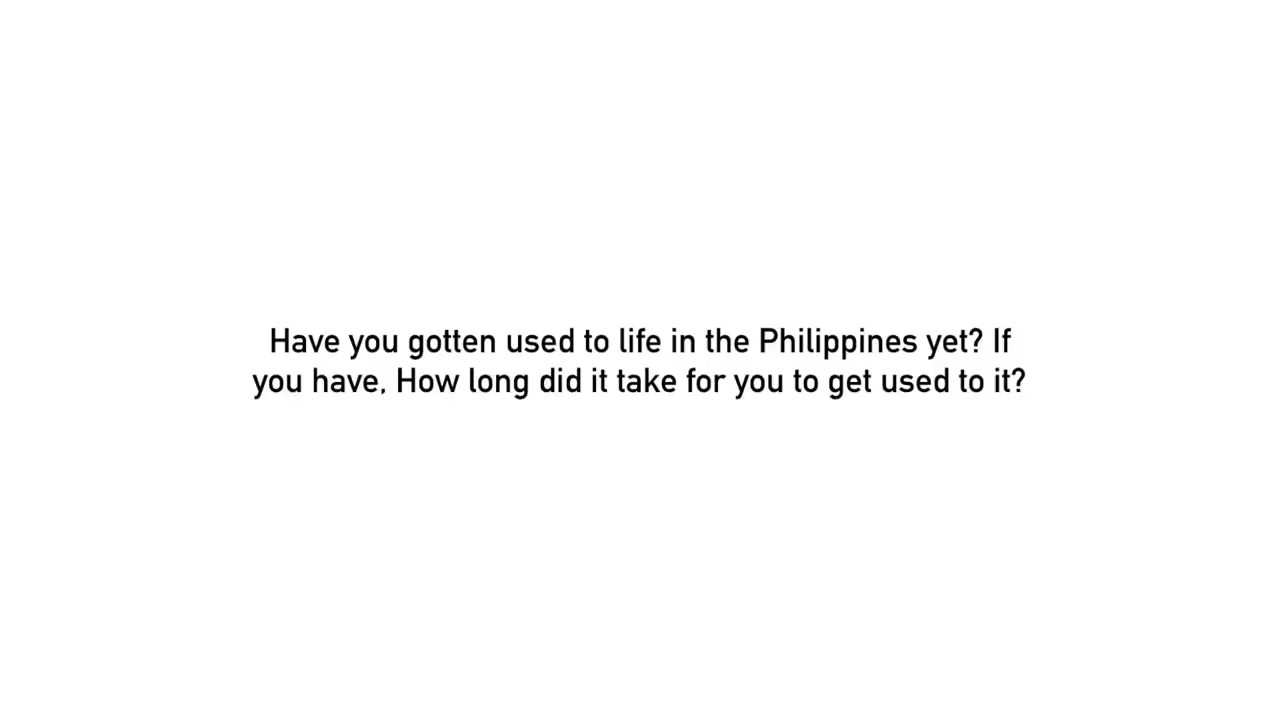 Have you gotten used to life in the Philippines yet? If
you have, How long did it take for you to get used to it?